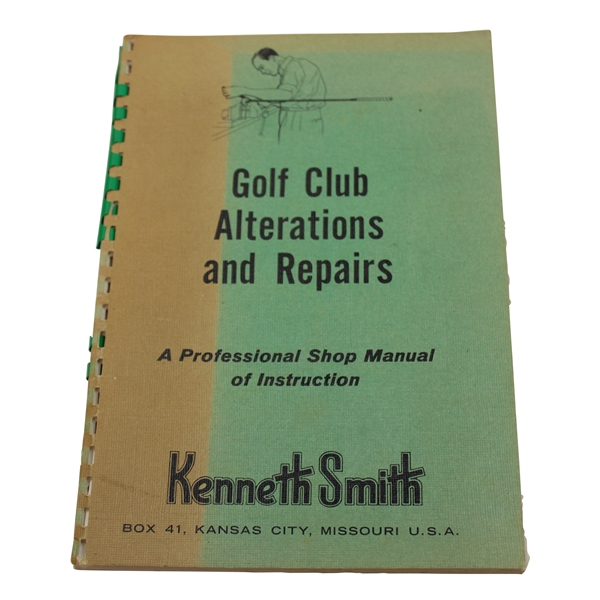 Golf Club
Alterations
and Repairs
A Professional Shop Manual
of Instruction
Kenneth Smith
BOX 41, KANSAS CITY, MISSOURI U.S.A.